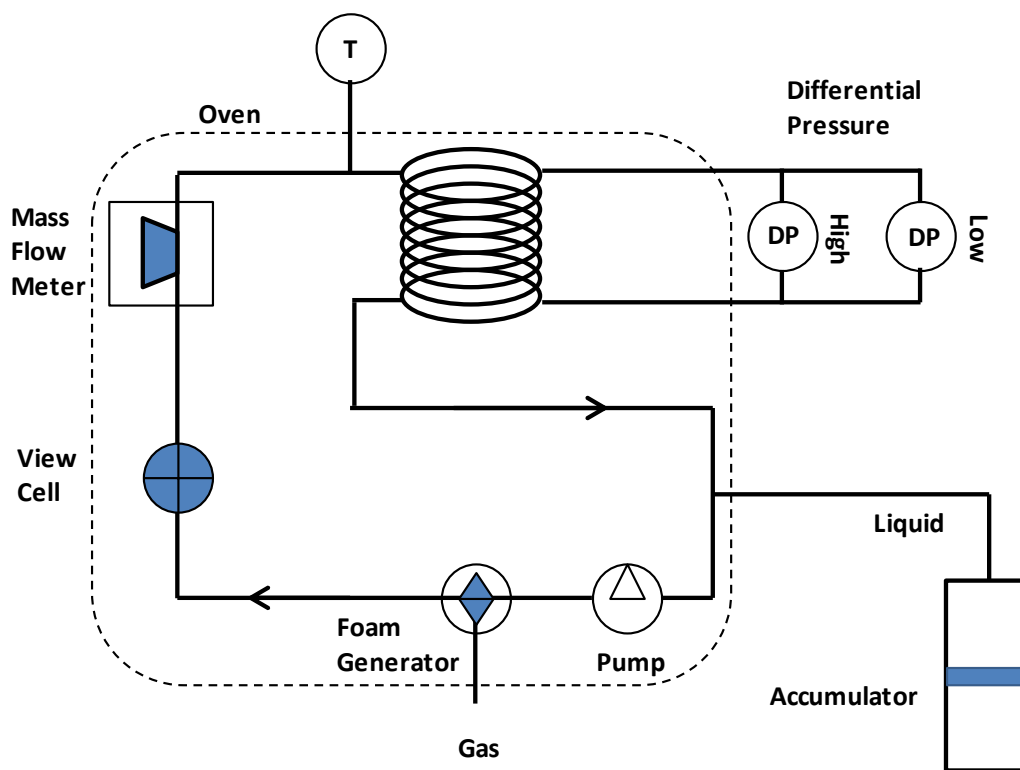 T
Oven
Differential
Pressure
Mass
Flow
Meter
DP
High
DP
Low
View
Cell
Liquid
Foam
Generator
Pump
Accumulator
Gas